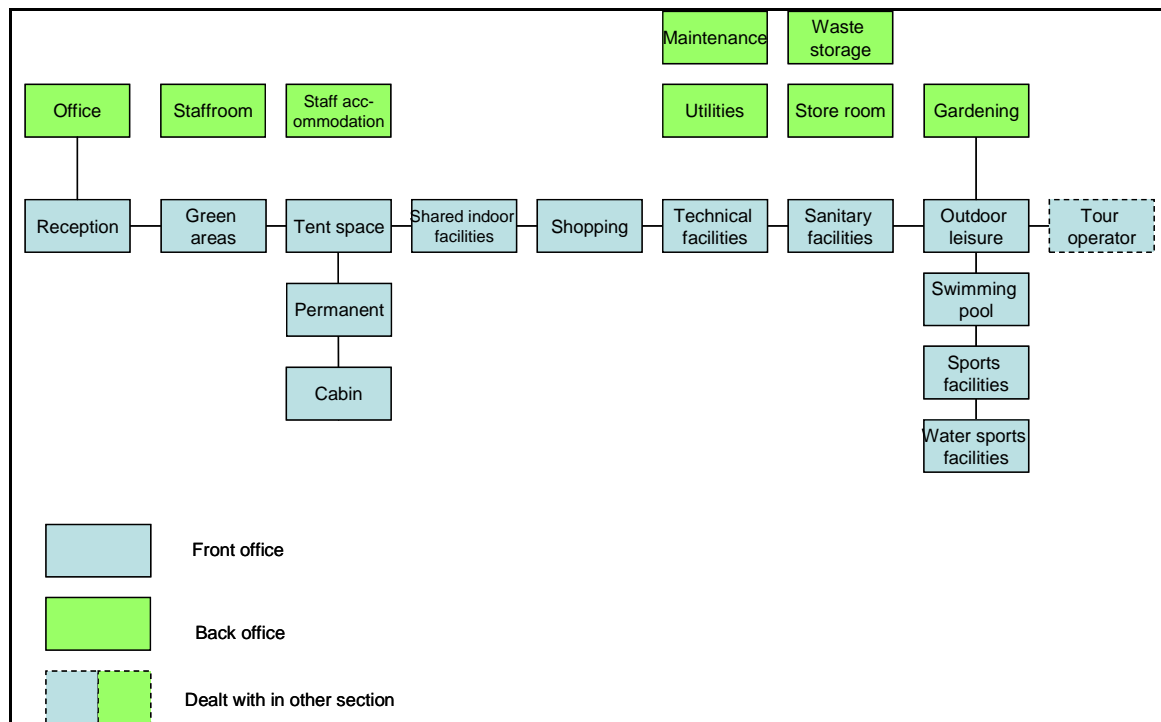 Maintenance
Waste
storage
Office
Staffroom
Staff acc-
ommodation
Utilities
Store room
Gardening
Reception
Green
areas
Tent space
Shared indoor
facilities
Shopping
Technical
facilities
Sanitary
facilities
Outdoor
leisure
Tour
operator
Permanent
Swimming
pool
Cabin
Sports
facilities
Water sports
facilities
Front office
Back office
Dealt with in other section